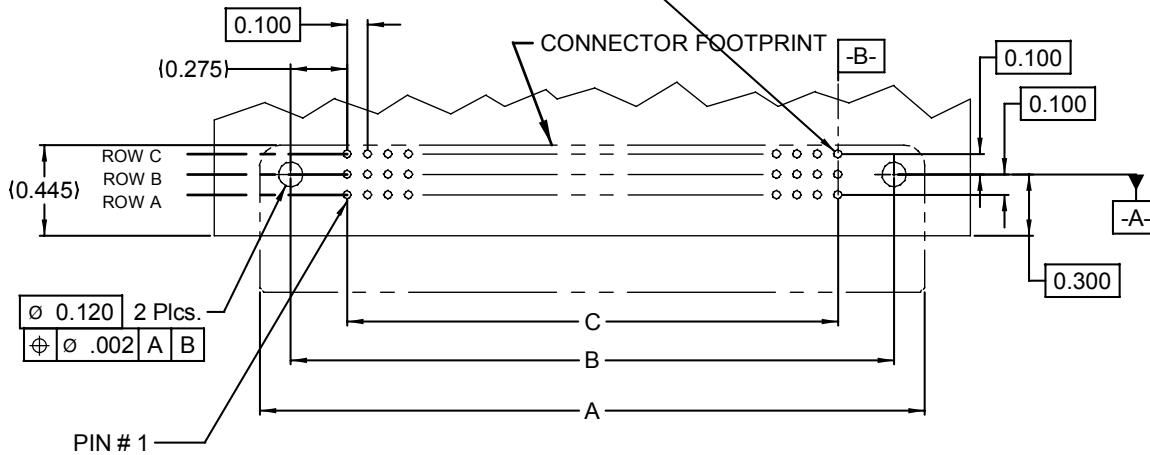 0.100
CONNECTOR FOOTPRINT
-B-
0.100
(0.275)
0.100
ROW C
ROW B
ROW A
(0.445)
-A-
0.300
Ø 0.120 2 Plcs.
⌖ Ø .002 A B
C
B
A
PIN # 1